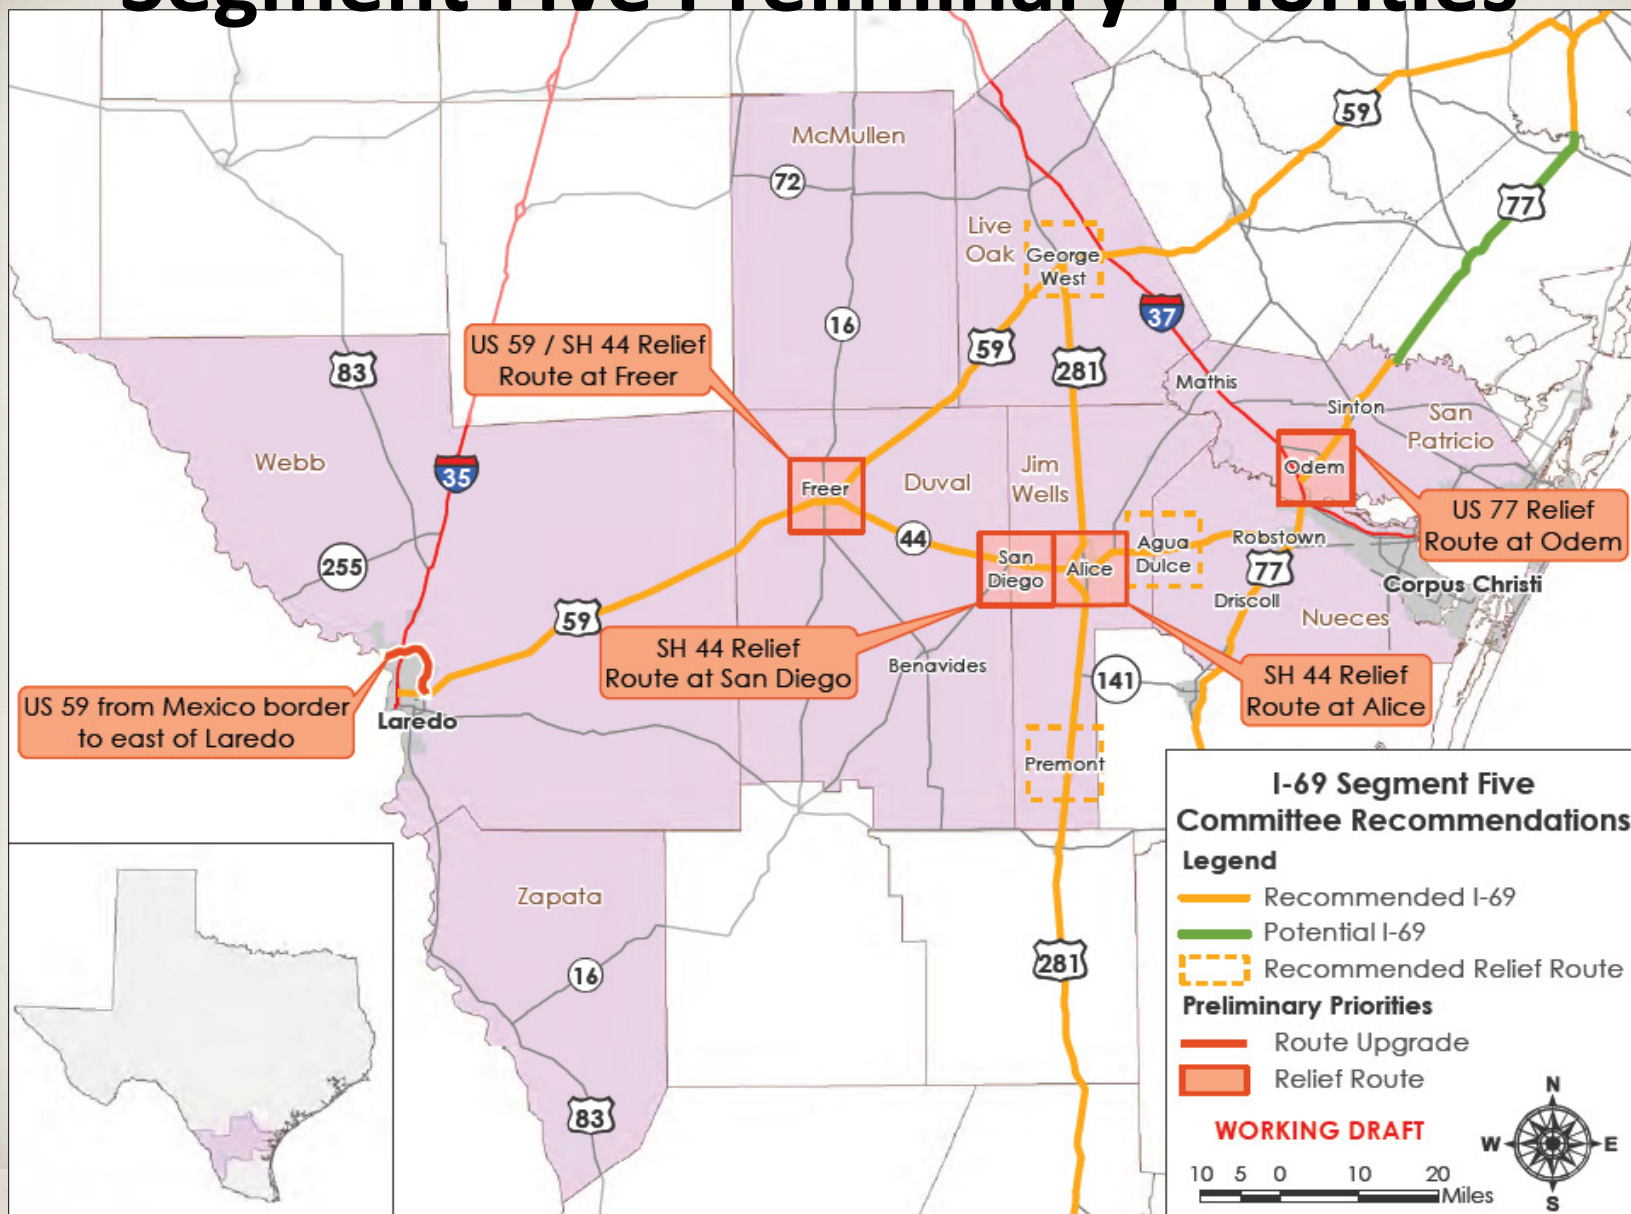 Segment Five Preliminary Priorities
McMullen
59
72
77
Live
Oak
George
West
16
37
US 59 / SH 44 Relief
Route at Freer
59
83
281
Mathis
Sinton
San
Patricio
Webb
35
Odem
Jim
Wells
Duval
Freer
US 77 Relief
Route at Odem
44
Agua
Dulce
Robstown
San
Diego
Alice
255
77
Corpus Christi
Driscoll
Nueces
59
SH 44 Relief
Route at San Diego
Benavides
141
SH 44 Relief
Route at Alice
US 59 from Mexico border
to east of Laredo
Laredo
Premont
I-69 Segment Five
Committee Recommendations
Legend
Recommended I-69
Potential I-69
Recommended Relief Route
Preliminary Priorities
Route Upgrade
Relief Route
WORKING DRAFT
N
W
E
S
10 5 0 10 20
Miles
Zapata
281
16
83